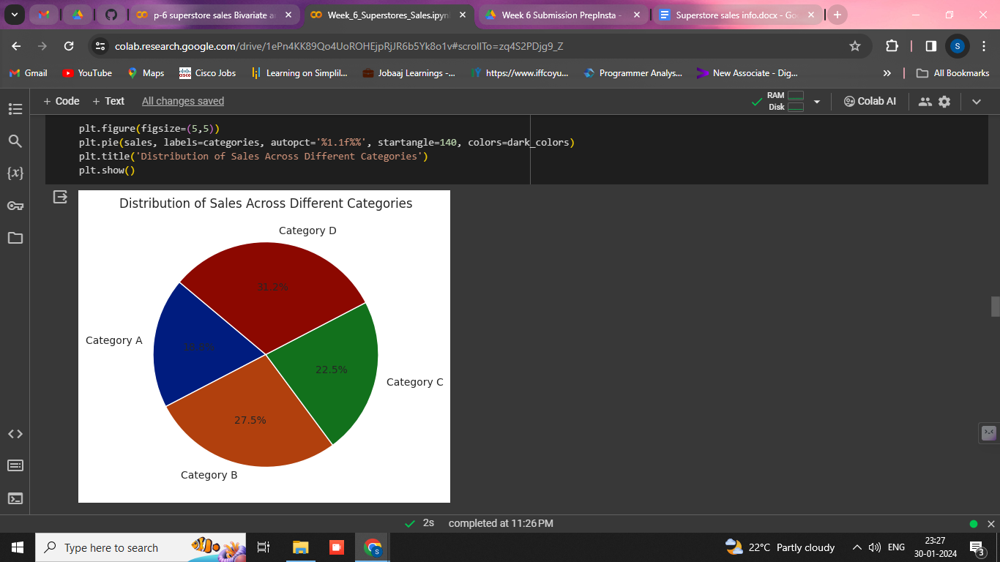 p-6 superstore sales Bivariate a
Week_6_Superstores_Sales.ipyn
Week 6 Submission PrepInsta -
Superstore sales info.docx - Go
colab.research.google.com/drive/1ePn4KK89Qo4UoROHEjpRjJR6b5Yk8o1v#scrollTo=zq4S2PDjg9_Z
S
Gmail
YouTube
Maps
Cisco Jobs
Learning on Simplil...
Jobaaj Learnings -...
https://www.iffcoyu...
Programmer Analys...
New Associate - Dig...
»
All Bookmarks
+ Code
+ Text
All changes saved
RAM
Disk
Colab AI
plt.figure(figsize=(5,5))
plt.pie(sales, labels=categories, autopct='%1.1f%%', startangle=140, colors=dark_colors)
plt.title('Distribution of Sales Across Different Categories')
plt.show()
Distribution of Sales Across Different Categories
Category D
31.2%
Category A
Category C
22.5%
27.5%
Category B
2s completed at 11:26 PM
Type here to search
22°C Partly cloudy
ENG
23:27
30-01-2024
3